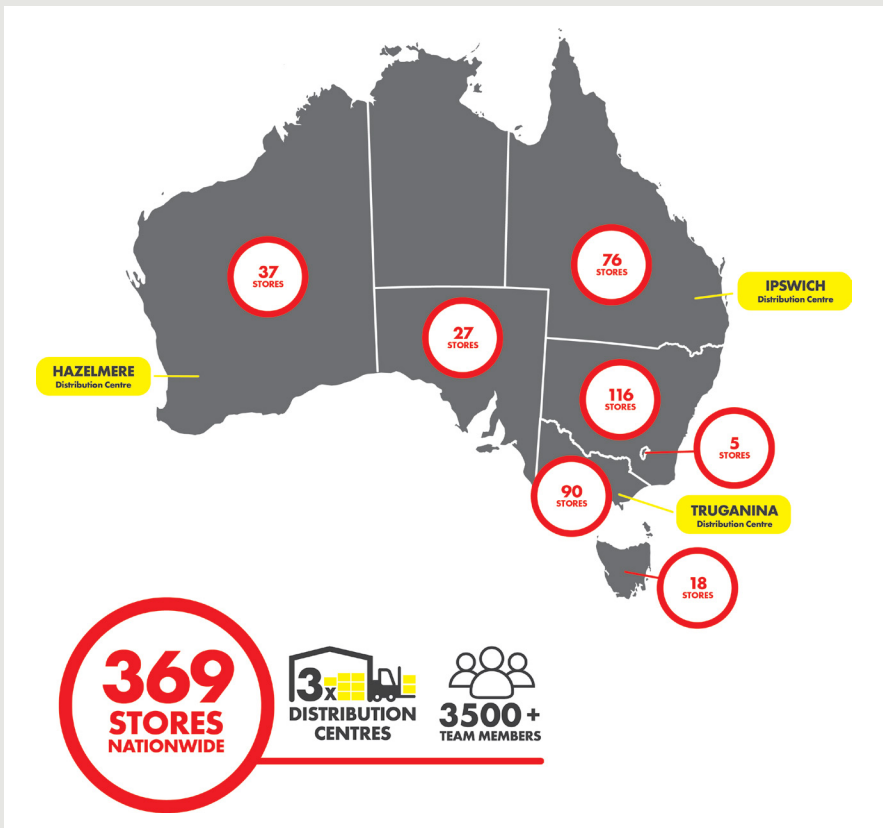 37
STORES
76
STORES
IPSWICH
Distribution Centre
27
STORES
HAZELMERE
Distribution Centre
116
STORES
5
STORES
90
STORES
TRUGANINA
Distribution Centre
18
STORES
369
STORES
NATIONWIDE
3x
DISTRIBUTION
CENTRES
3500+
TEAM MEMBERS